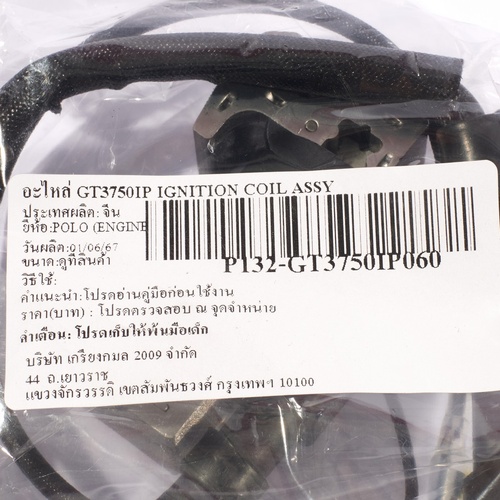 อะไหล่ GT3750IP IGNITION COIL ASSY
ประเทศผลิต: จีน
ยี่ห้อ:POLO (ENGINE
วันผลิต:01/06/67
ขนาด:ดูที่สินค้า
P132-GT3750IP060
วิธีใช้:
คำแนะนำ:โปรดอ่านคู่มือก่อนใช้งาน
ราคา(บาท) : โปรดตรวจสอบ ณ จุดจำหน่าย
คำเตือน: โปรดเก็บให้พ้นมือเด็ก
บริษัท เกรียงกมล 2009 จำกัด
44 ถ.เยาวราช
แขวงจักรวรรดิ เขตสัมพันธวงศ์ กรุงเทพฯ 10100